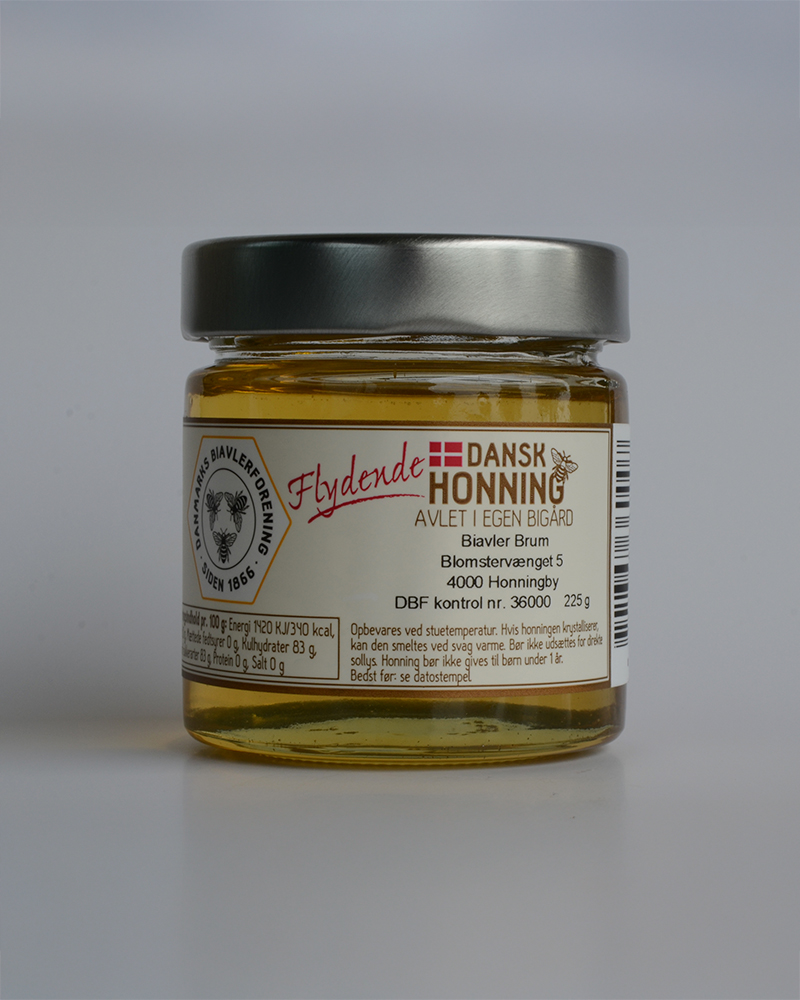 DANMARKS BIAVLERFORENING
· SIDEN 1866 ·
Flydende
DANSK
HONNING
AVLET I EGEN BIGÅRD
Biavler Brum
Blomstervænget 5
4000 Honningby
DBF kontrol nr. 36000 225 g
pr. 100 g: Energi 1420 KJ/340 kcal,
fedtsyrer 0 g, Kulhydrater 83 g,
83 g, Protein 0 g, Salt 0 g
Opbevares ved stuetemperatur. Hvis honningen krystalliserer,
kan den smeltes ved svag varme. Bør ikke udsættes for direkte
sollys. Honning bør ikke gives til børn under 1 år.
Bedst før: se datostempel